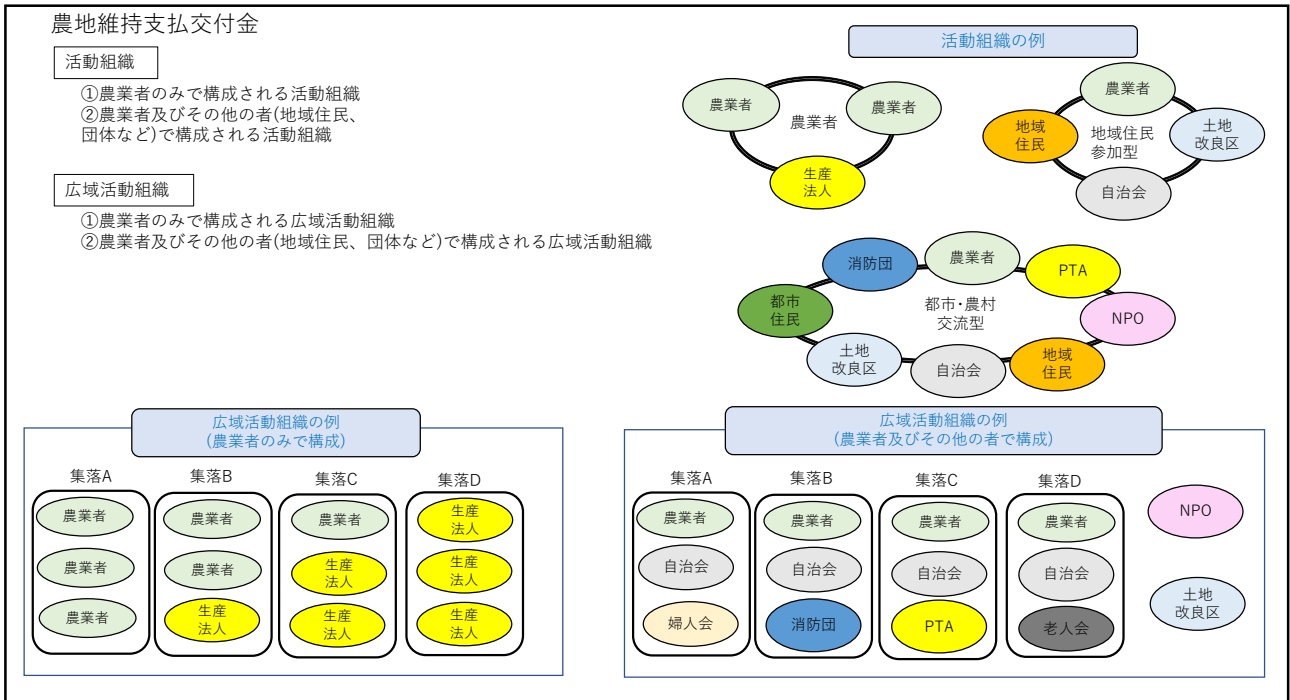 農地維持支払交付金
活動組織
①農業者のみで構成される活動組織
②農業者及びその他の者(地域住民、
団体など)で構成される活動組織
広域活動組織
①農業者のみで構成される広域活動組織
②農業者及びその他の者(地域住民、団体など)で構成される広域活動組織
活動組織の例
農業者
農業者
農業者
生産
法人
農業者
地域
住民
地域住民
参加型
土地
改良区
自治会
消防団
農業者
PTA
都市
住民
都市・農村
交流型
NPO
土地
改良区
自治会
地域
住民
広域活動組織の例
(農業者のみで構成)
集落A
集落B
集落C
集落D
農業者
農業者
農業者
生産
法人
農業者
農業者
生産
法人
生産
法人
農業者
生産
法人
生産
法人
生産
法人
広域活動組織の例
(農業者及びその他の者で構成)
集落A
集落B
集落C
集落D
農業者
農業者
農業者
農業者
NPO
自治会
自治会
自治会
自治会
婦人会
消防団
PTA
老人会
土地
改良区